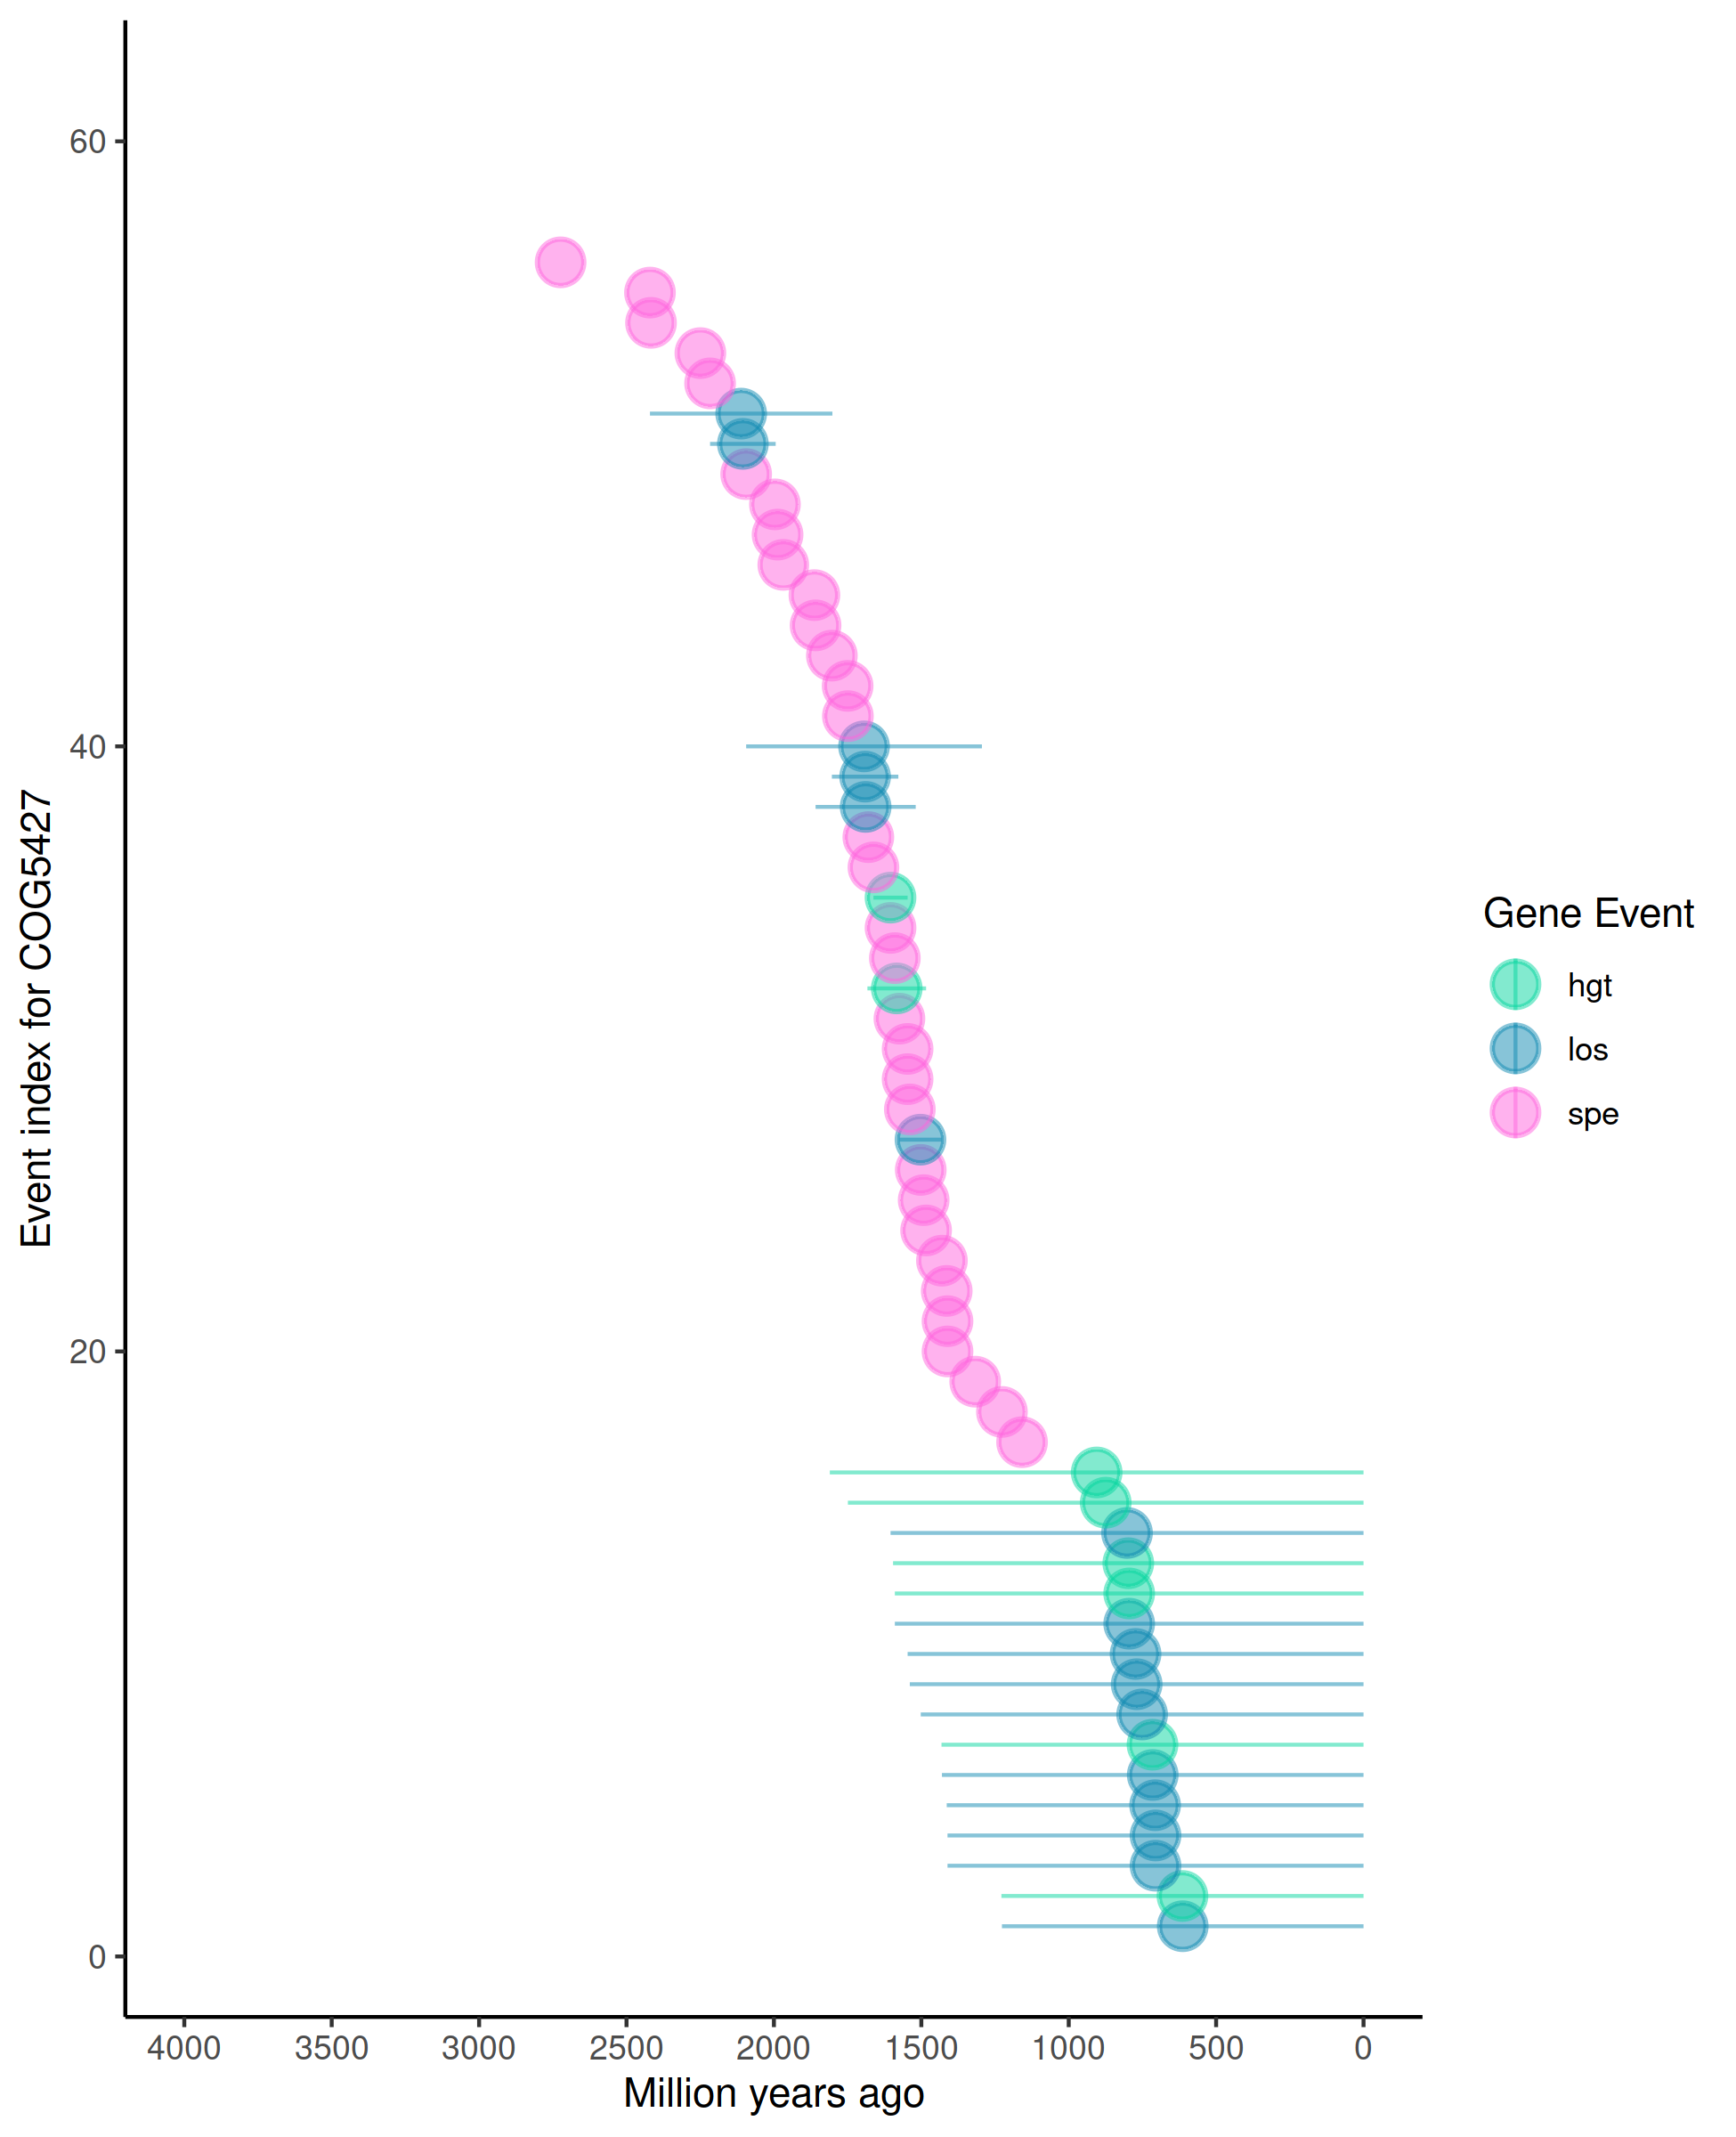 60
40
20
0
Event index for COG5427
4000 3500 3000 2500 2000 1500 1000 500 0
Million years ago
Gene Event
hgt
los
spe